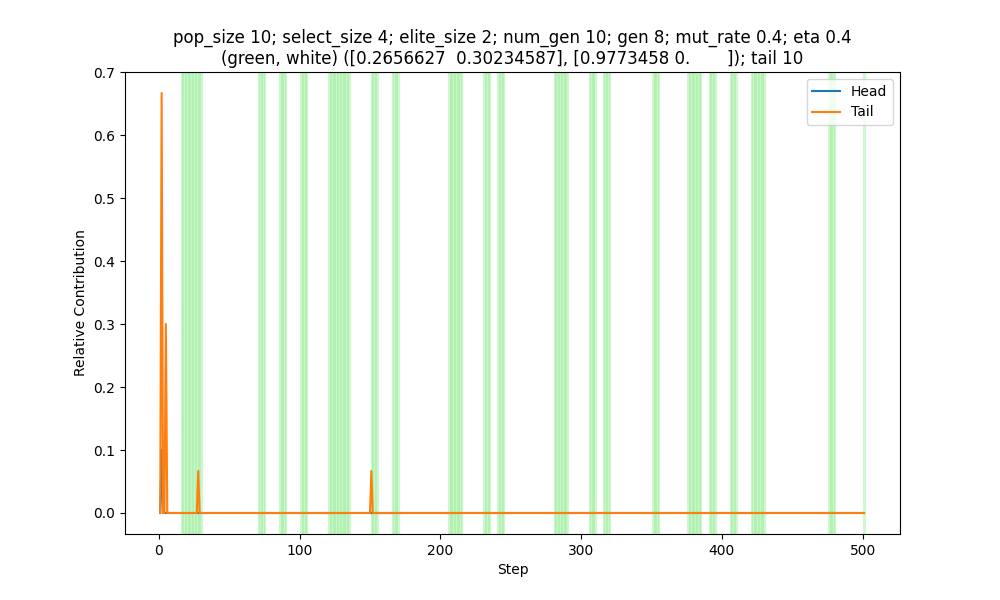 pop_size 10; select_size 4; elite_size 2; num_gen 10; gen 8; mut_rate 0.4; eta 0.4
(green, white) ([0.2656627  0.30234587], [0.9773458 0.        ]); tail 10
Head
Tail
0.7
0.6
0.5
0.4
0.3
0.2
0.1
0.0
Relative Contribution
0
100
200
300
400
500
Step